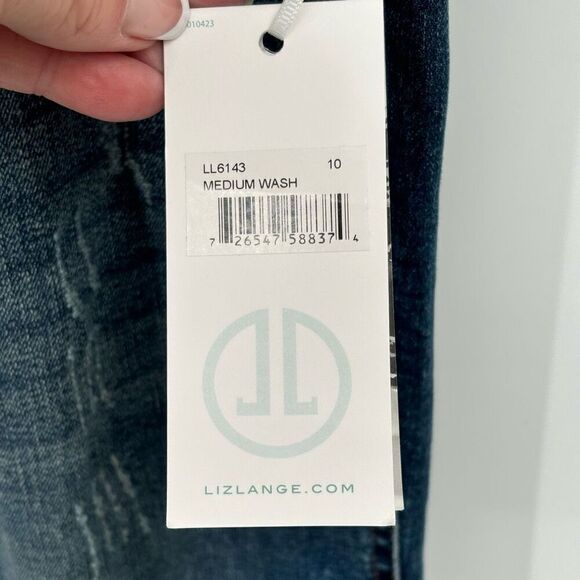 010423
LL6143 10
MEDIUM WASH
7 26547 58837 4
LIZLANGE.COM